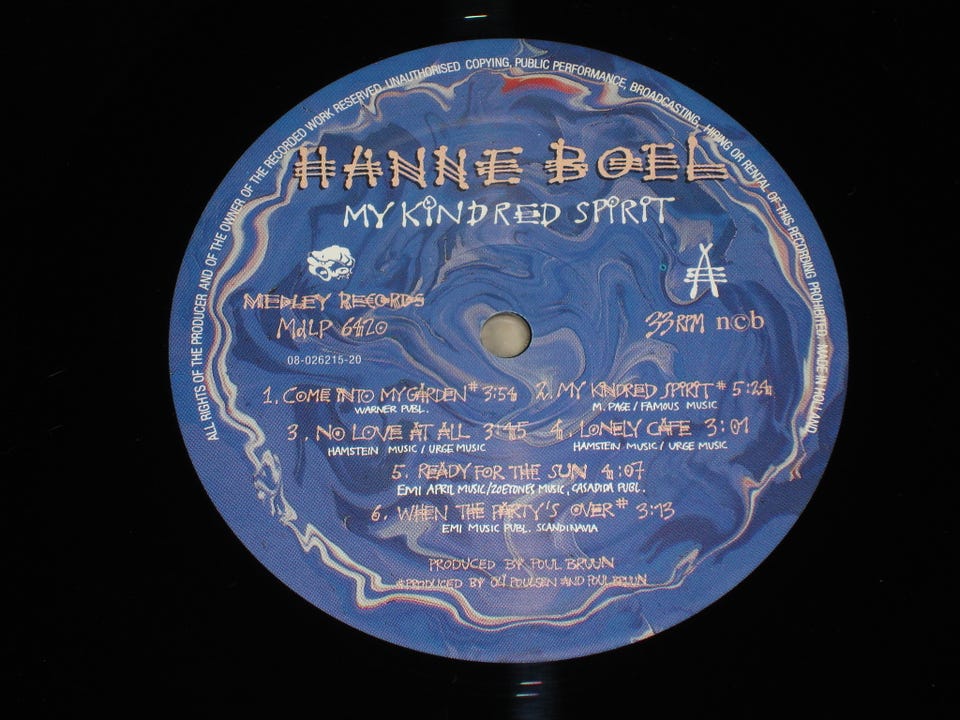 ALL RIGHTS OF THE PRODUCER AND OF THE OWNER OF THE RECORDED WORK RESERVED. UNAUTHORISED COPYING, PUBLIC PERFORMANCE, BROADCASTING, HIRING OR RENTAL OF THIS RECORDING PROHIBITED. MADE IN HOLLAND
HANNE BOEL
MY KINDRED SPIRIT
MEDLEY RECORDS
MdLP 6420
08-026215-20
A
33 RPM n©b
1. COME INTO MY GARDEN # 3:54
WARNER PUBL.
2. MY KINDRED SPIRIT # 5:24
M. PAGE / FAMOUS MUSIC
3. NO LOVE AT ALL 3:45
HAMSTEIN MUSIC / URGE MUSIC
4. LONELY CAFE 3:01
HAMSTEIN MUSIC / URGE MUSIC
5. READY FOR THE SUN 4:07
EMI APRIL MUSIC/ZOETONES MUSIC, CASADIDA PUBL.
6. WHEN THE PARTY'S OVER # 3:13
EMI MUSIC PUBL. SCANDINAVIA
PRODUCED BY POUL BRUUN
#PRODUCED BY OLI POULSEN AND POUL BRUUN